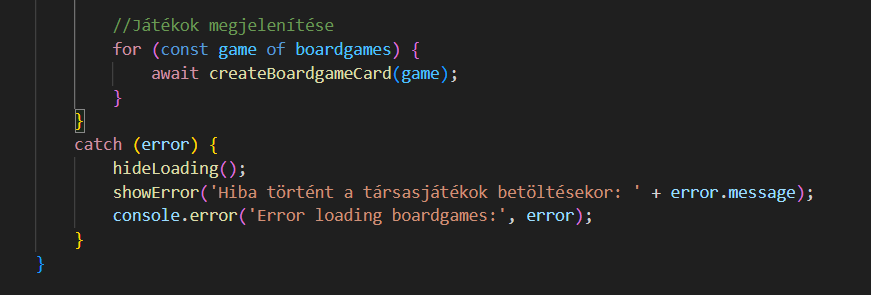 //Játékok megjelenítése
for (const game of boardgames) {
await createBoardgameCard(game);
}
}
catch (error) {
hideLoading();
showError('Hiba történt a társasjátékok betöltésekor: ' + error.message);
console.error('Error loading boardgames:', error);
}
}